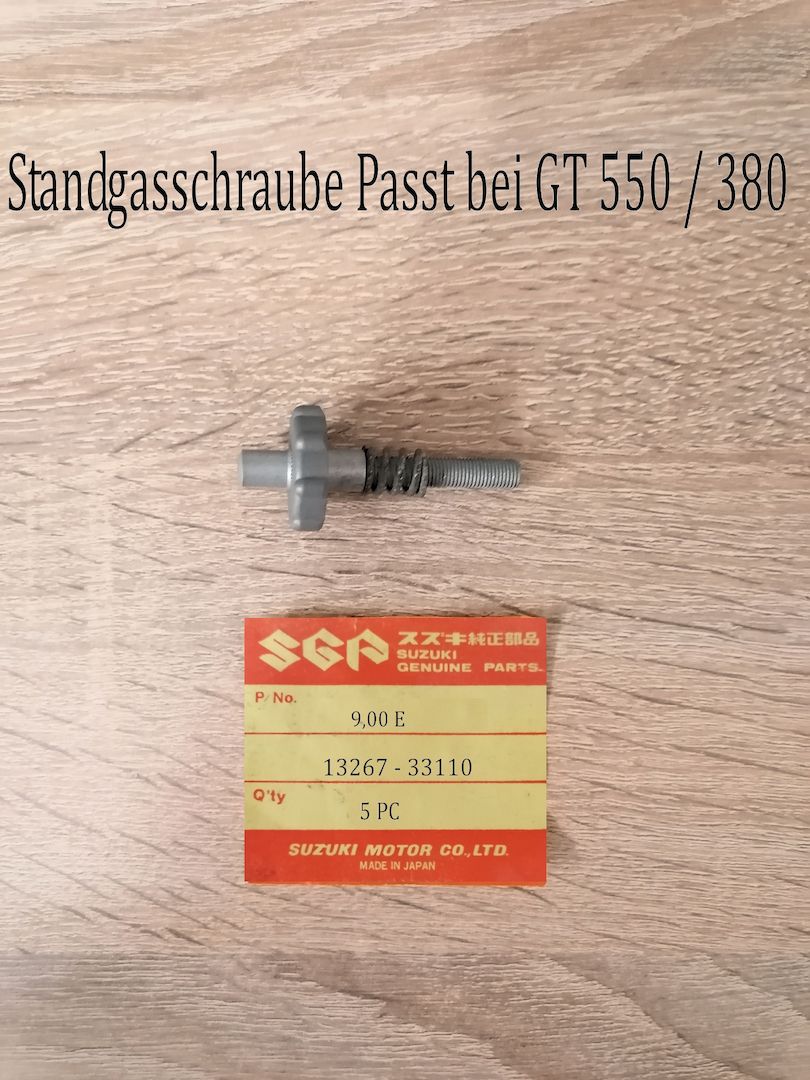 Standgasschraube Passt bei GT 550 / 380
SGP スズキ純正部品
SUZUKI
GENUINE PARTS.
P/No.
9,00 E
13267 - 33110
Q'ty
5 PC
SUZUKI MOTOR CO.,LTD.
MADE IN JAPAN